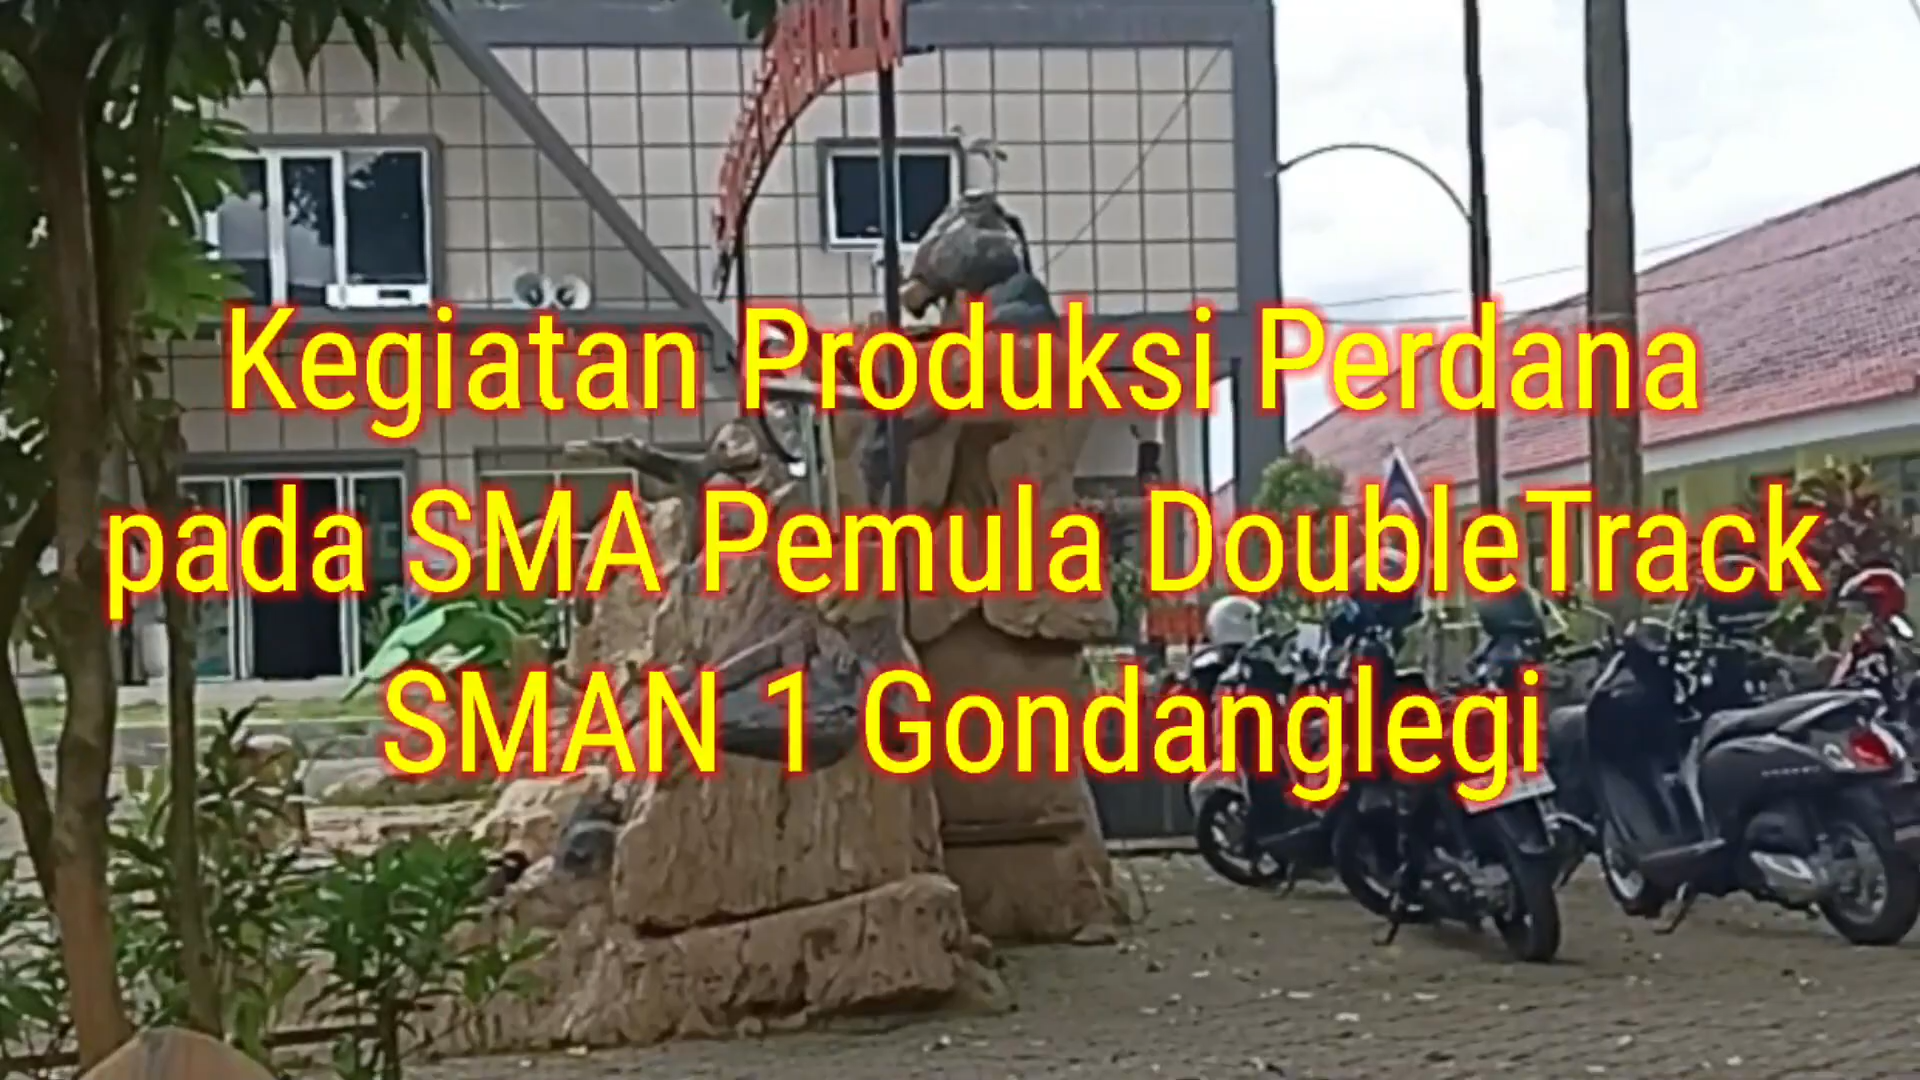 Kegiatan Produksi Perdana
pada SMA Pemula DoubleTrack
SMAN 1 Gondanglegi